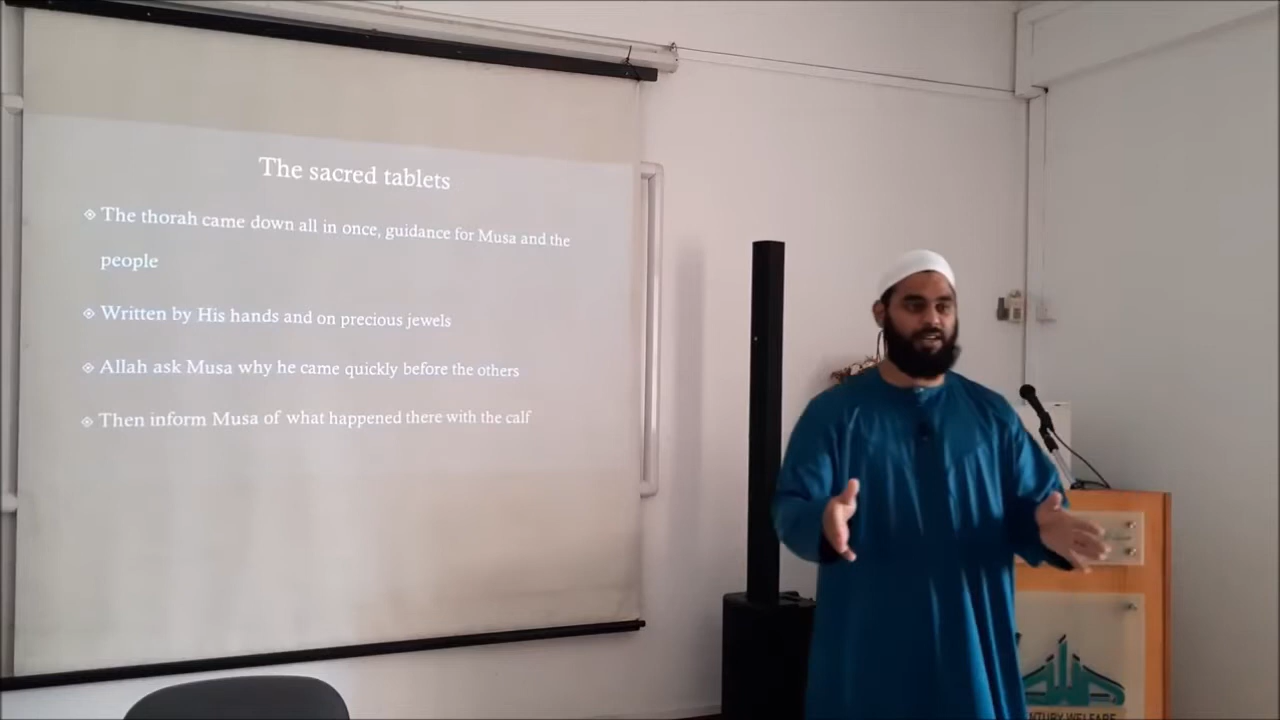 The sacred tablets
The thorah came down all in once, guidance for Musa and the
people
Written by His hands and on precious jewels
Allah ask Musa why he came quickly before the others
Then inform Musa of what happened there with the calf
WELFARE